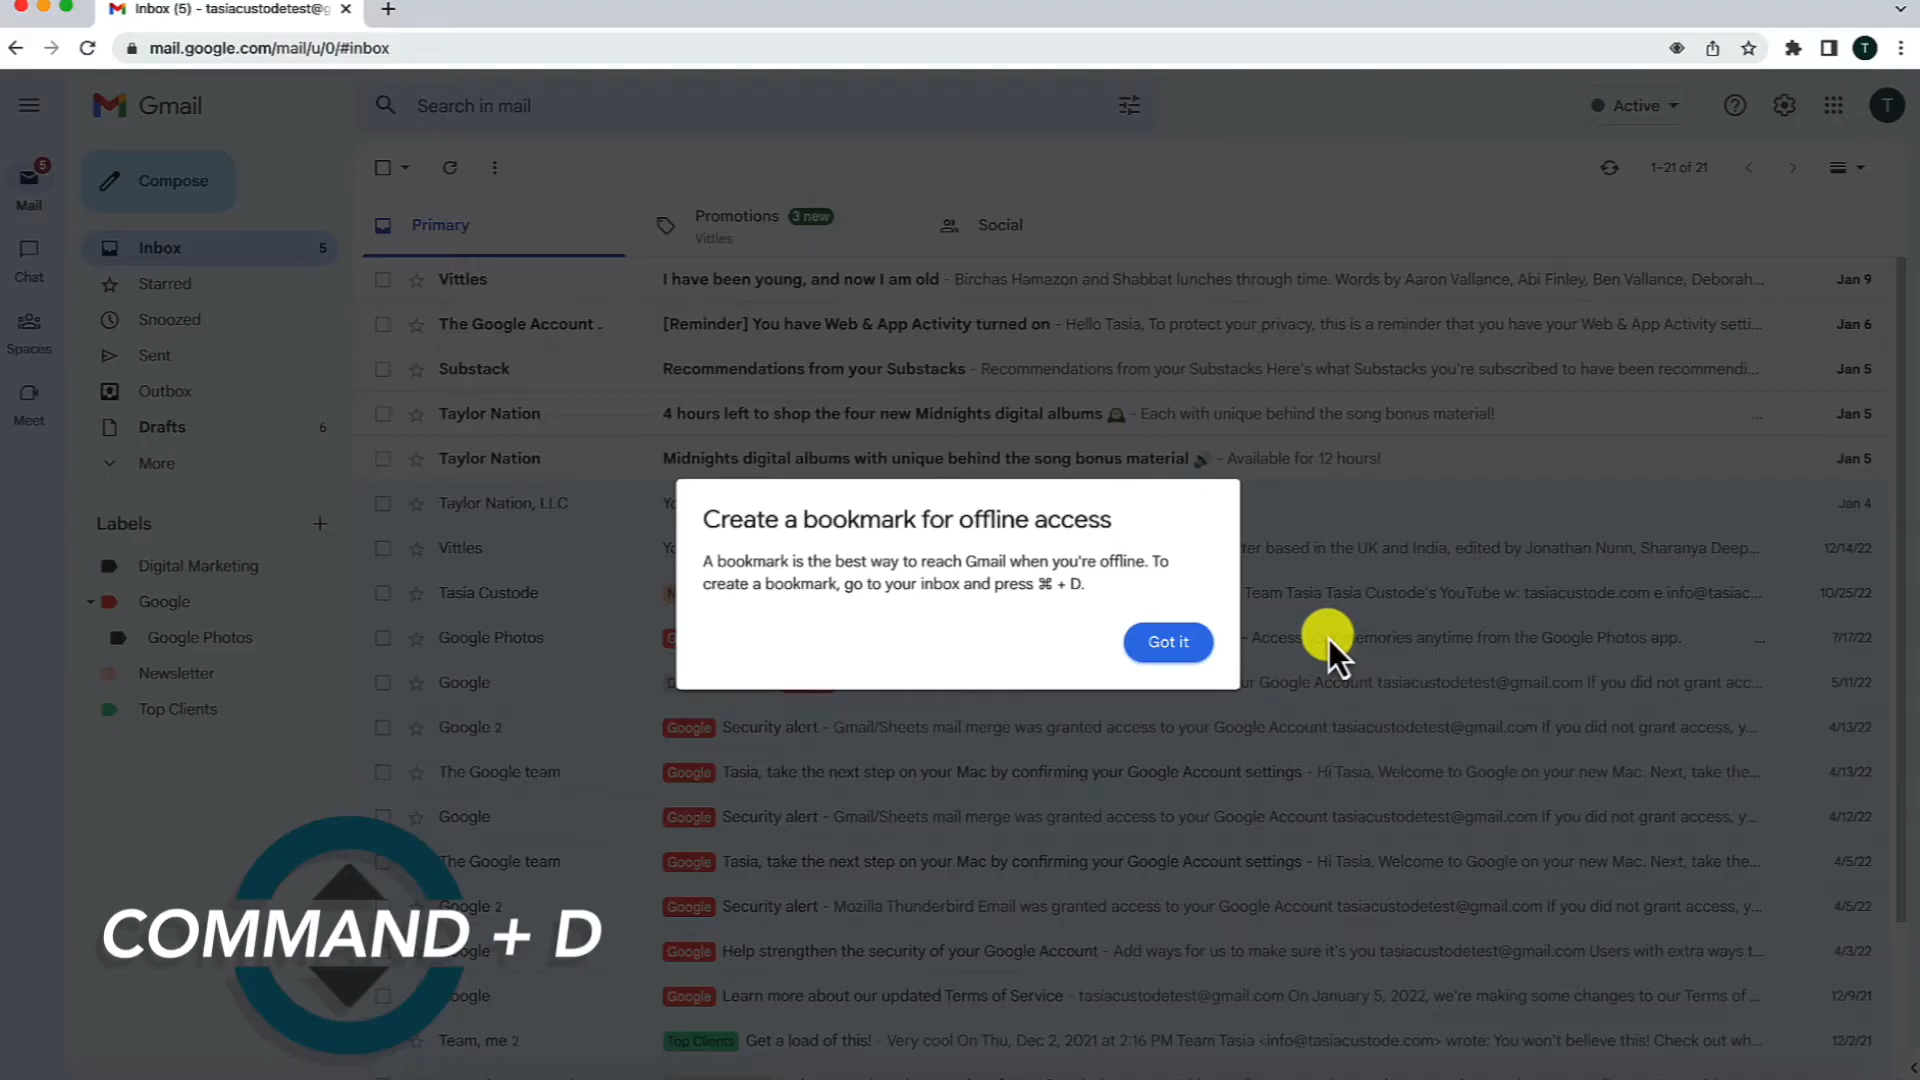 Inbox (5) - tasiacustodetest@g
mail.google.com/mail/u/0/#inbox
T
Gmail
Search in mail
Active
T
5
Mail
Chat
Spaces
Meet
Compose
Inbox 5
Starred
Snoozed
Sent
Outbox
Drafts 6
More
Labels
Digital Marketing
Google
Google Photos
Newsletter
Top Clients
1–21 of 21
Primary
Promotions 3 new
Vittles
Social
Vittles I have been young, and now I am old - Birchas Hamazon and Shabbat lunches through time. Words by Aaron Vallance, Abi Finley, Ben Vallance, Deborah... Jan 9
The Google Account . [Reminder] You have Web & App Activity turned on - Hello Tasia, To protect your privacy, this is a reminder that you have your Web & App Activity setti... Jan 6
Substack Recommendations from your Substacks - Recommendations from your Substacks Here's what Substacks you're subscribed to have been recommendi... Jan 5
Taylor Nation 4 hours left to shop the four new Midnights digital albums - Each with unique behind the song bonus material! ... Jan 5
Taylor Nation Midnights digital albums with unique behind the song bonus material - Available for 12 hours! Jan 5
Taylor Nation, LLC Jan 4
Vittles ter based in the UK and India, edited by Jonathan Nunn, Sharanya Deep... 12/14/22
Tasia Custode Team Tasia Tasia Custode's YouTube w: tasiacustode.com e info@tasiac... 10/25/22
Google Photos - Access emories anytime from the Google Photos app. ... 7/17/22
Google ur Google Account tasiacustodetest@gmail.com If you did not grant acc... 5/11/22
Google 2 Google Security alert - Gmail/Sheets mail merge was granted access to your Google Account tasiacustodetest@gmail.com If you did not grant access, y... 4/13/22
The Google team Google Tasia, take the next step on your Mac by confirming your Google Account settings - Hi Tasia, Welcome to Google on your new Mac. Next, take the... 4/13/22
Google Google Security alert - Gmail/Sheets mail merge was granted access to your Google Account tasiacustodetest@gmail.com If you did not grant access, y... 4/12/22
The Google team Google Tasia, take the next step on your Mac by confirming your Google Account settings - Hi Tasia, Welcome to Google on your new Mac. Next, take the... 4/5/22
Google 2 Google Security alert - Mozilla Thunderbird Email was granted access to your Google Account tasiacustodetest@gmail.com If you did not grant access, y... 4/5/22
ogle Google Help strengthen the security of your Google Account - Add ways for us to make sure it's you tasiacustodetest@gmail.com Users with extra ways t... 4/3/22
oogle Google Learn more about our updated Terms of Service - tasiacustodetest@gmail.com On January 5, 2022, we're making some changes to our Terms of ... 12/9/21
Team, me 2 Top Clients Get a load of this! - Very cool On Thu, Dec 2, 2021 at 2:16 PM Team Tasia <info@tasiacustode.com> wrote: You won't believe this! Check out wh... 12/2/21
Create a bookmark for offline access
A bookmark is the best way to reach Gmail when you're offline. To
create a bookmark, go to your inbox and press ⌘ + D.
Got it
COMMAND + D